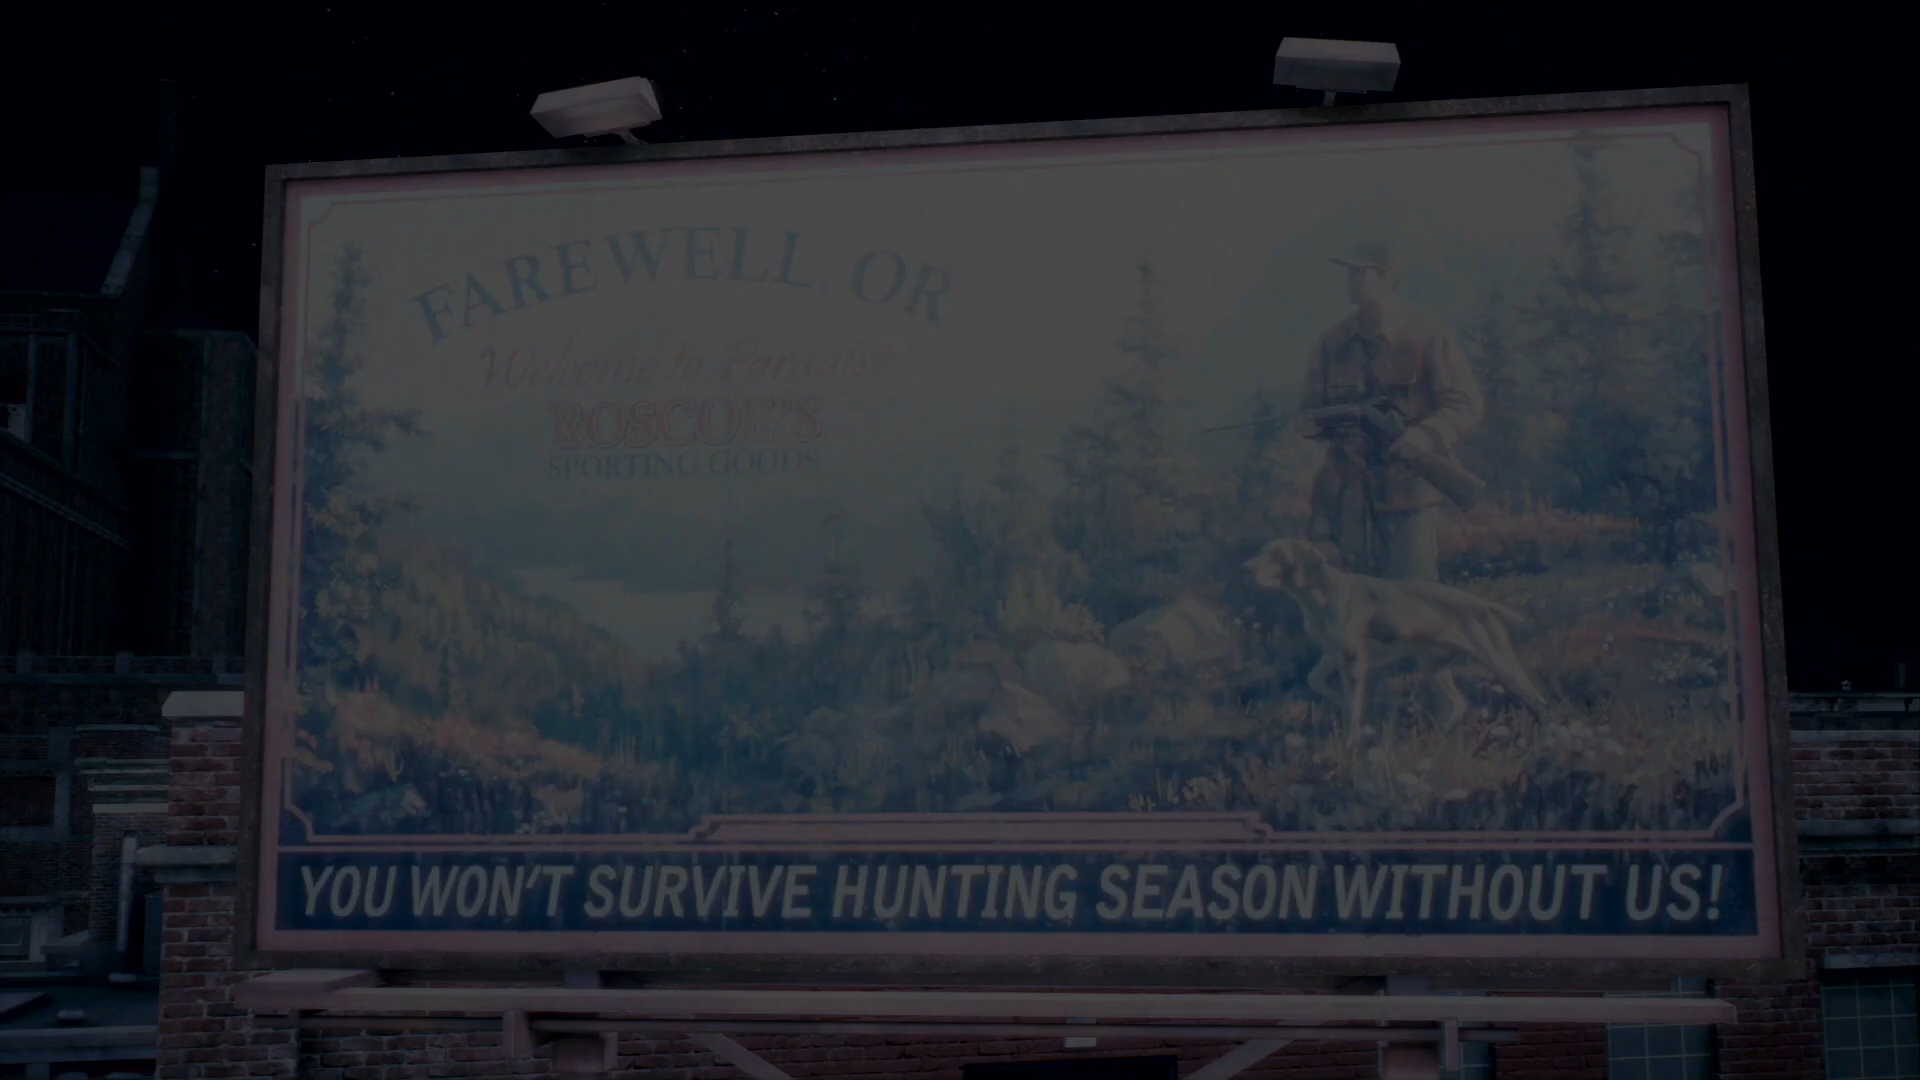 FAREWELL, OR
Welcome to Paradise
ROSCOE'S
SPORTING GOODS
YOU WON'T SURVIVE HUNTING SEASON WITHOUT US!